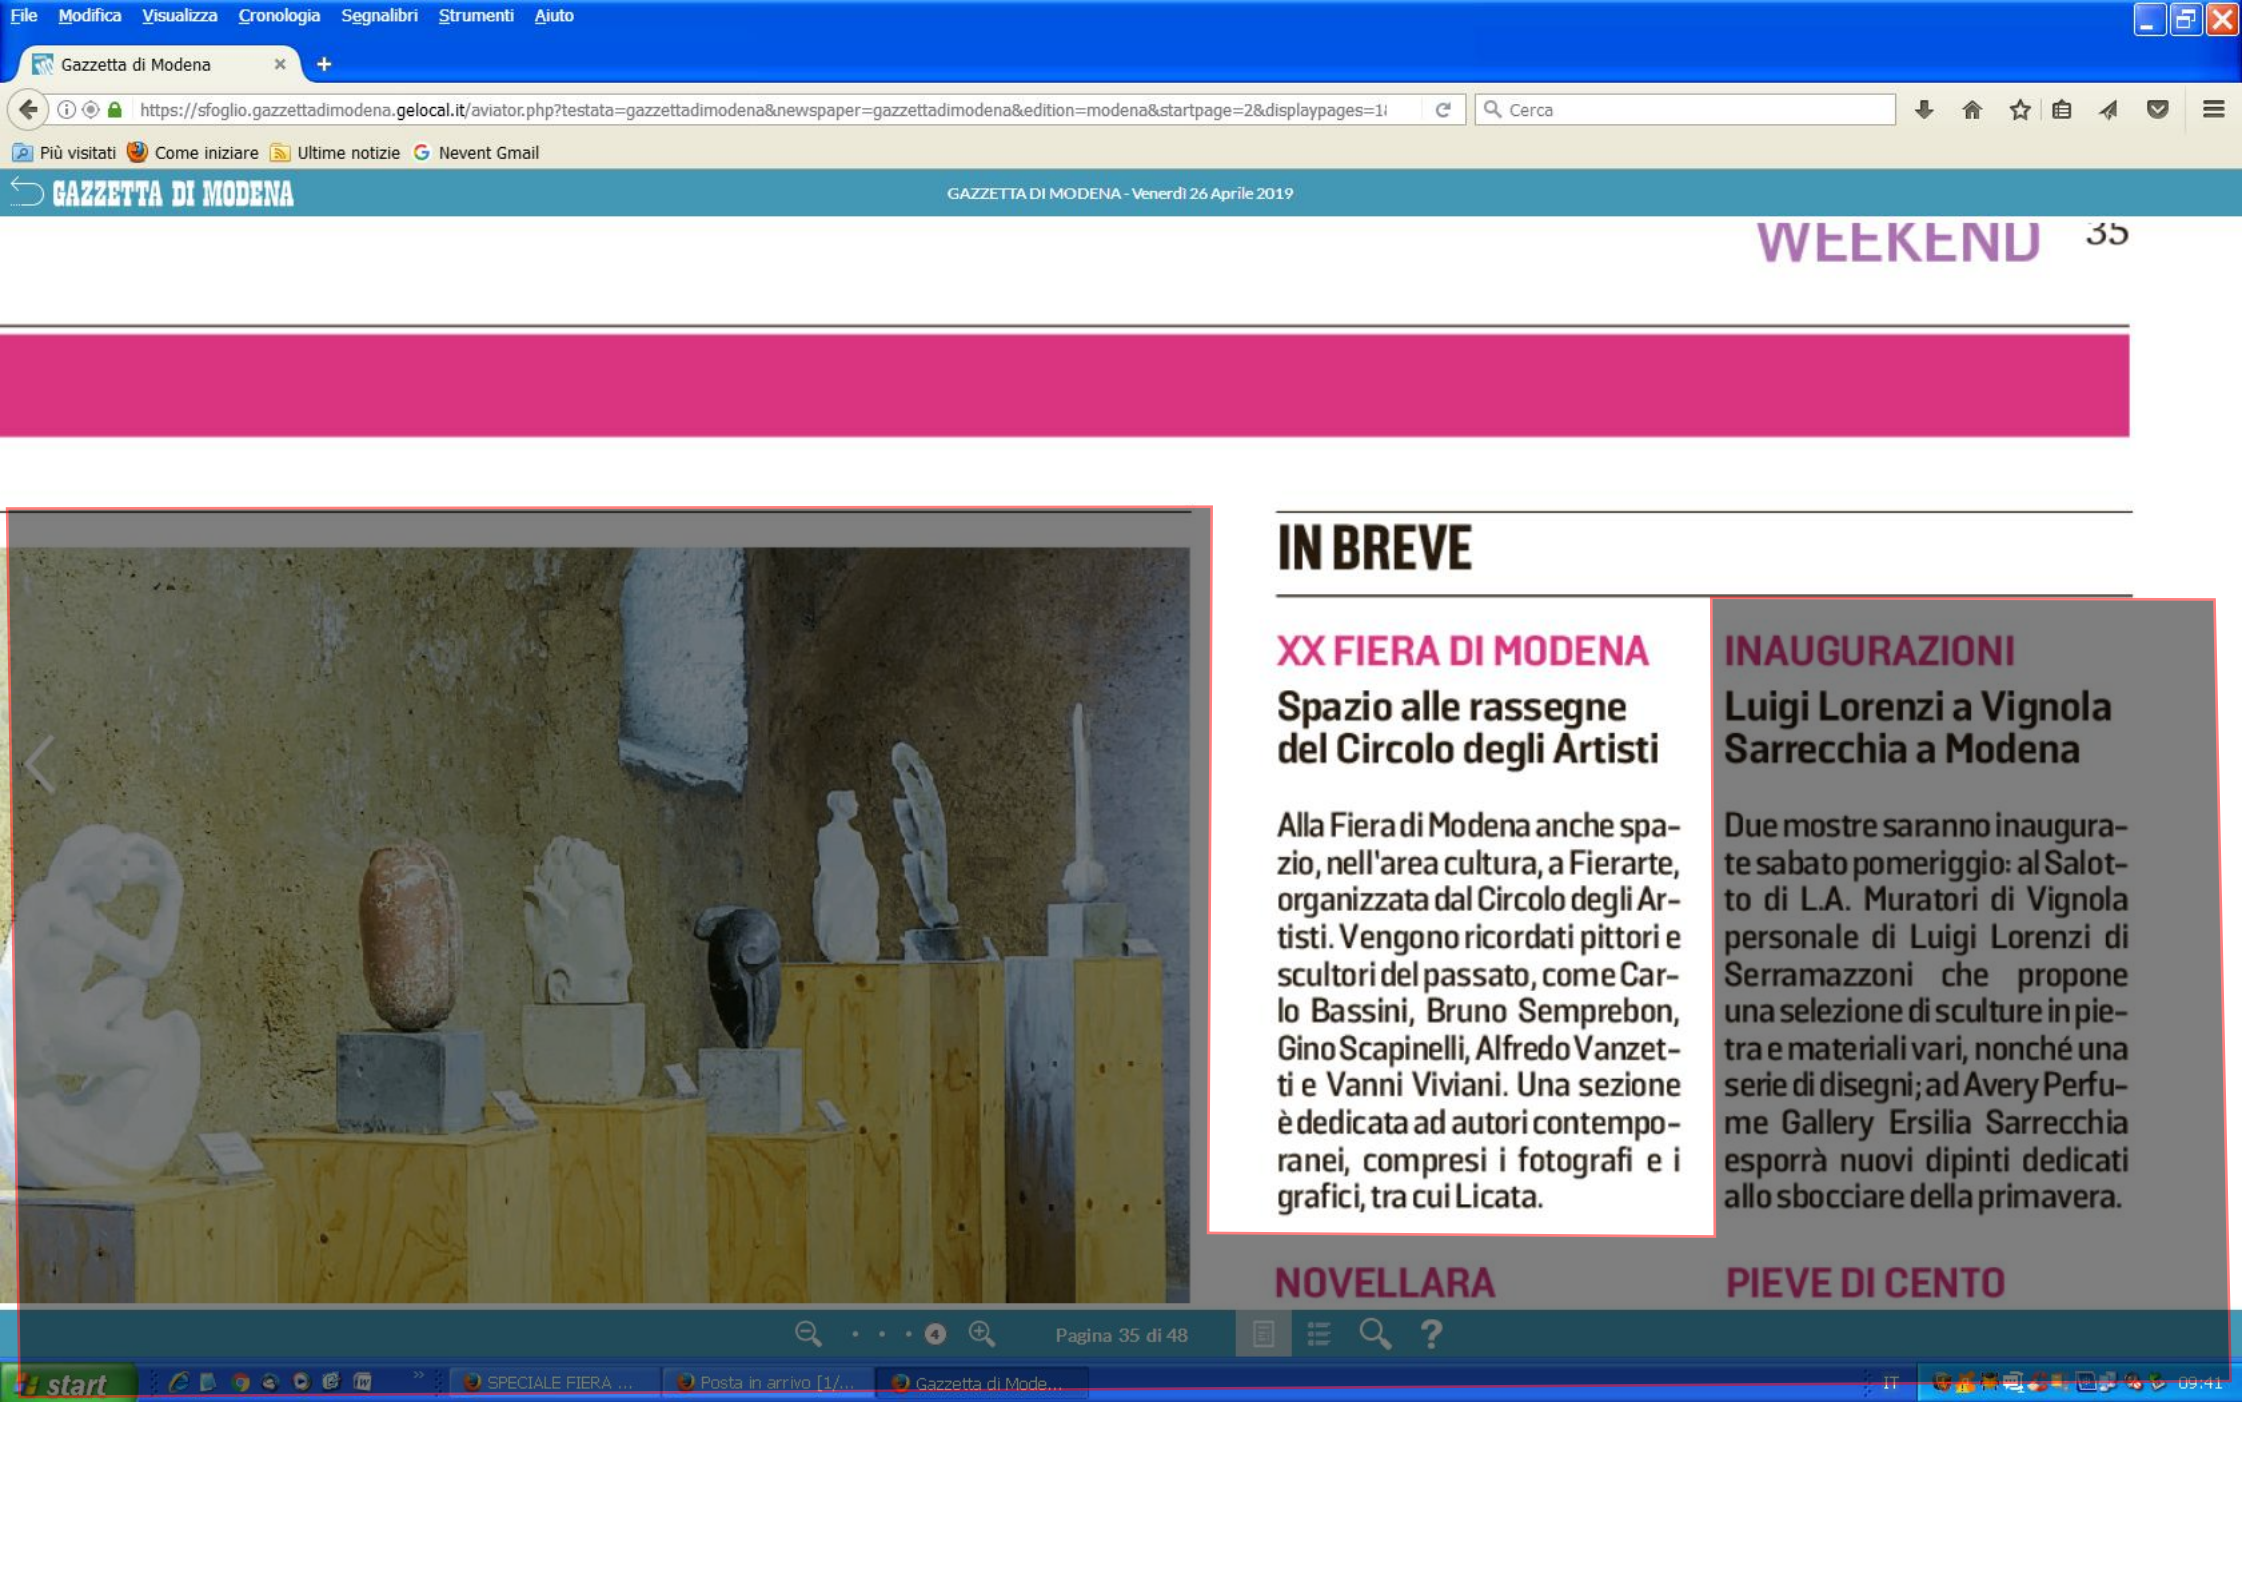 File Modifica Visualizza Cronologia Segnalibri Strumenti Aiuto
Gazzetta di Modena
https://sfoglio.gazzettadimodena.gelocal.it/aviator.php?testata=gazzettadimodena&newspaper=gazzettadimodena&edition=modena&startpage=2&displaypages=1
Cerca
Più visitati Come iniziare Ultime notizie Nevent Gmail
GAZZETTA DI MODENA
GAZZETTA DI MODENA - Venerdì 26 Aprile 2019
WEEKEND 35
IN BREVE
XX FIERA DI MODENA
Spazio alle rassegne
del Circolo degli Artisti
Alla Fiera di Modena anche spa-
zio, nell'area cultura, a Fierarte,
organizzata dal Circolo degli Ar-
tisti. Vengono ricordati pittori e
scultori del passato, come Car-
lo Bassini, Bruno Semprebon,
Gino Scapinelli, Alfredo Vanzet-
ti e Vanni Viviani. Una sezione
è dedicata ad autori contempo-
ranei, compresi i fotografi e i
grafici, tra cui Licata.
INAUGURAZIONI
Luigi Lorenzi a Vignola
Sarrecchia a Modena
Due mostre saranno inaugura-
te sabato pomeriggio: al Salot-
to di L.A. Muratori di Vignola
personale di Luigi Lorenzi di
Serramazzoni che propone
una selezione di sculture in pie-
tra e materiali vari, nonché una
serie di disegni; ad Avery Perfu-
me Gallery Ersilia Sarrecchia
esporrà nuovi dipinti dedicati
allo sbocciare della primavera.
NOVELLARA
PIEVE DI CENTO
4
Pagina 35 di 48
?
start
SPECIALE FIERA ...
Posta in arrivo [1/...
Gazzetta di Mode...
IT
09:41